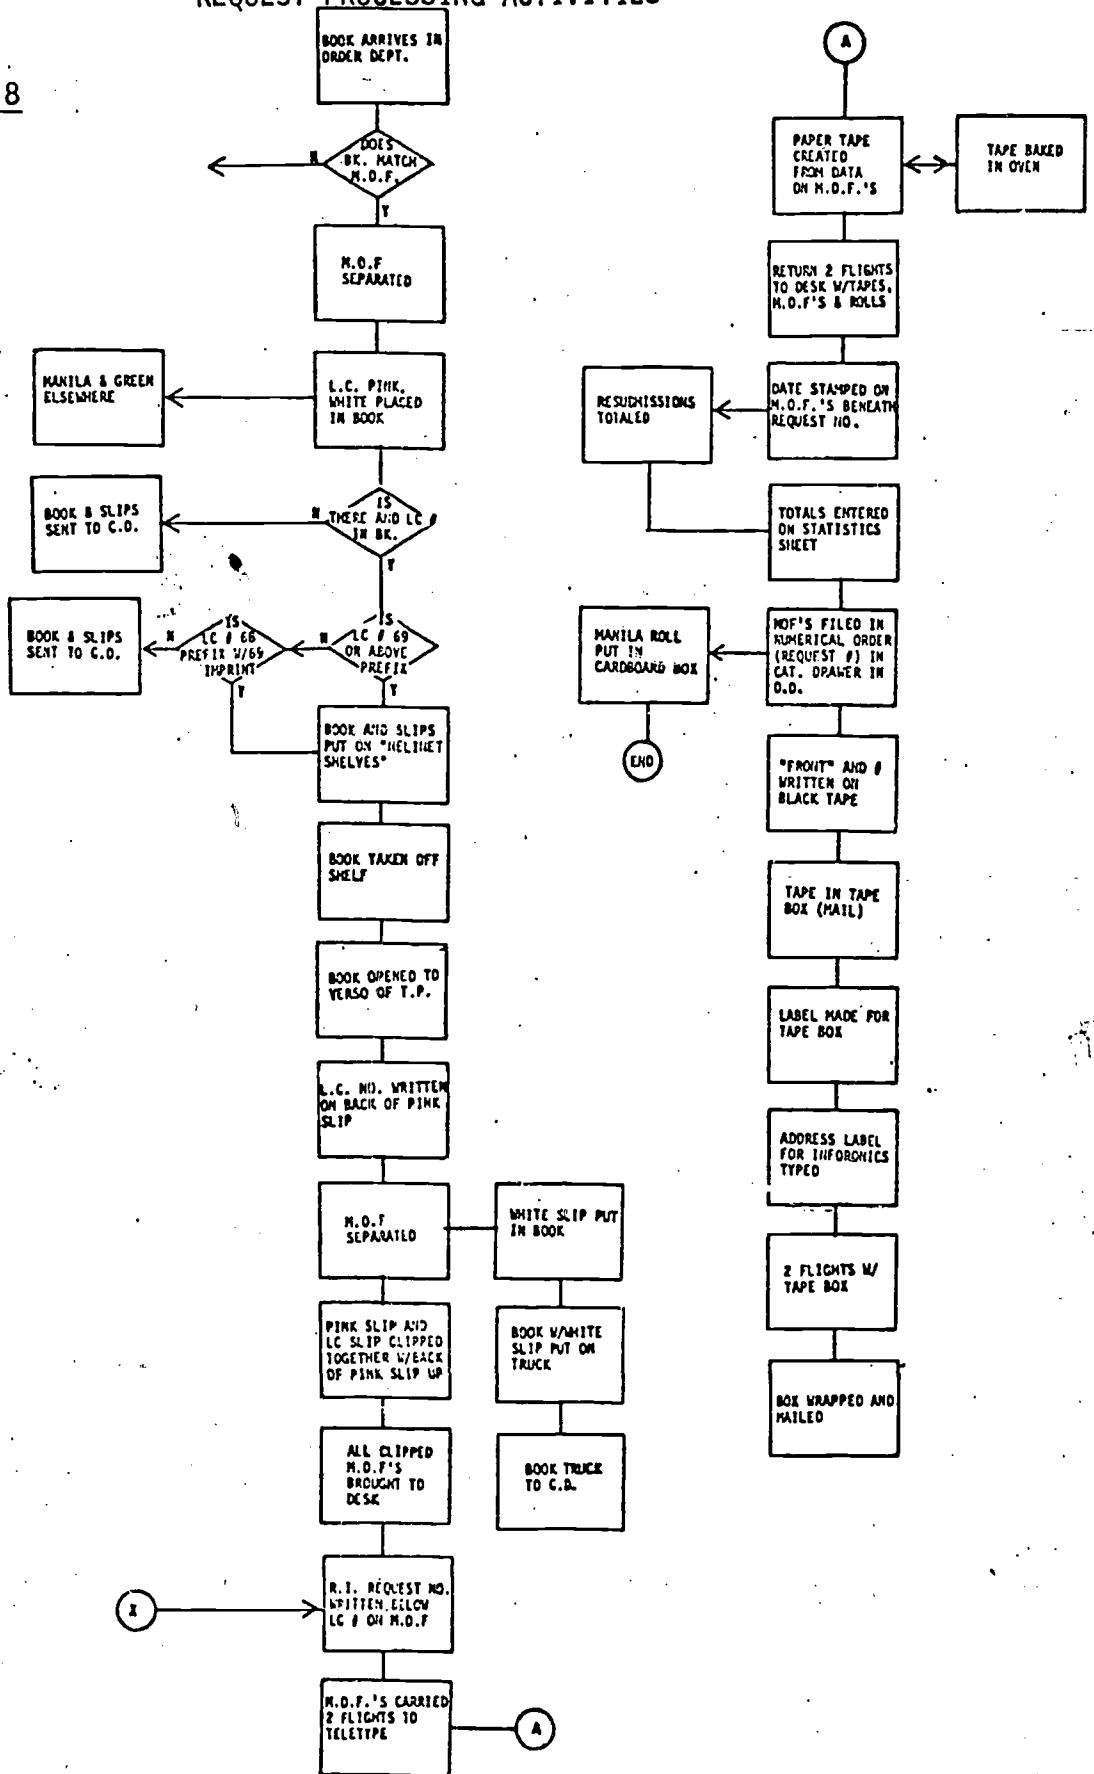 REQUEST PROCESSING ACTIVITIES
8
BOOK ARRIVES IN
ORDER DEPT.
DOES
BK. MATCH
M.O.F.
N
Y
M.O.F
SEPARATED
L.C. PINK,
WHITE PLACED
IN BOOK
MANILA & GREEN
ELSEWHERE
IS
THERE AND LC #
IN BK.
N
Y
BOOK & SLIPS
SENT TO C.D.
IS
LC # 69
OR ABOVE
PREFIX
N
Y
IS
LC # 66
PREFIX W/69
IMPRINT
N
Y
BOOK & SLIPS
SENT TO C.D.
BOOK AND SLIPS
PUT ON "NELINET
SHELVES"
BOOK TAKEN OFF
SHELF
BOOK OPENED TO
VERSO OF T.P.
L.C. NO. WRITTEN
ON BACK OF PINK
SLIP
M.O.F
SEPARATED
WHITE SLIP PUT
IN BOOK
BOOK W/WHITE
SLIP PUT ON
TRUCK
BOOK TRUCK
TO C.D.
PINK SLIP AND
LC SLIP CLIPPED
TOGETHER W/BACK
OF PINK SLIP UP
ALL CLIPPED
M.O.F'S
BROUGHT TO
DESK
X
R.I. REQUEST NO.
WRITTEN BELOW
LC # ON M.O.F
M.O.F.'S CARRIED
2 FLIGHTS TO
TELETYPE
A
A
PAPER TAPE
CREATED
FROM DATA
ON M.O.F.'S
TAPE BAKED
IN OVEN
RETURN 2 FLIGHTS
TO DESK W/TAPES,
M.O.F'S & ROLLS
DATE STAMPED ON
M.O.F.'S BENEATH
REQUEST NO.
RESUBMISSIONS
TOTALED
TOTALS ENTERED
ON STATISTICS
SHEET
MOF'S FILED IN
NUMERICAL ORDER
(REQUEST #) IN
CAT. DRAWER IN
O.D.
MANILA ROLL
PUT IN
CARDBOARD BOX
END
"FRONT" AND #
WRITTEN ON
BLACK TAPE
TAPE IN TAPE
BOX (MAIL)
LABEL MADE FOR
TAPE BOX
ADDRESS LABEL
FOR INFORONICS
TYPED
2 FLIGHTS W/
TAPE BOX
BOX WRAPPED AND
MAILED